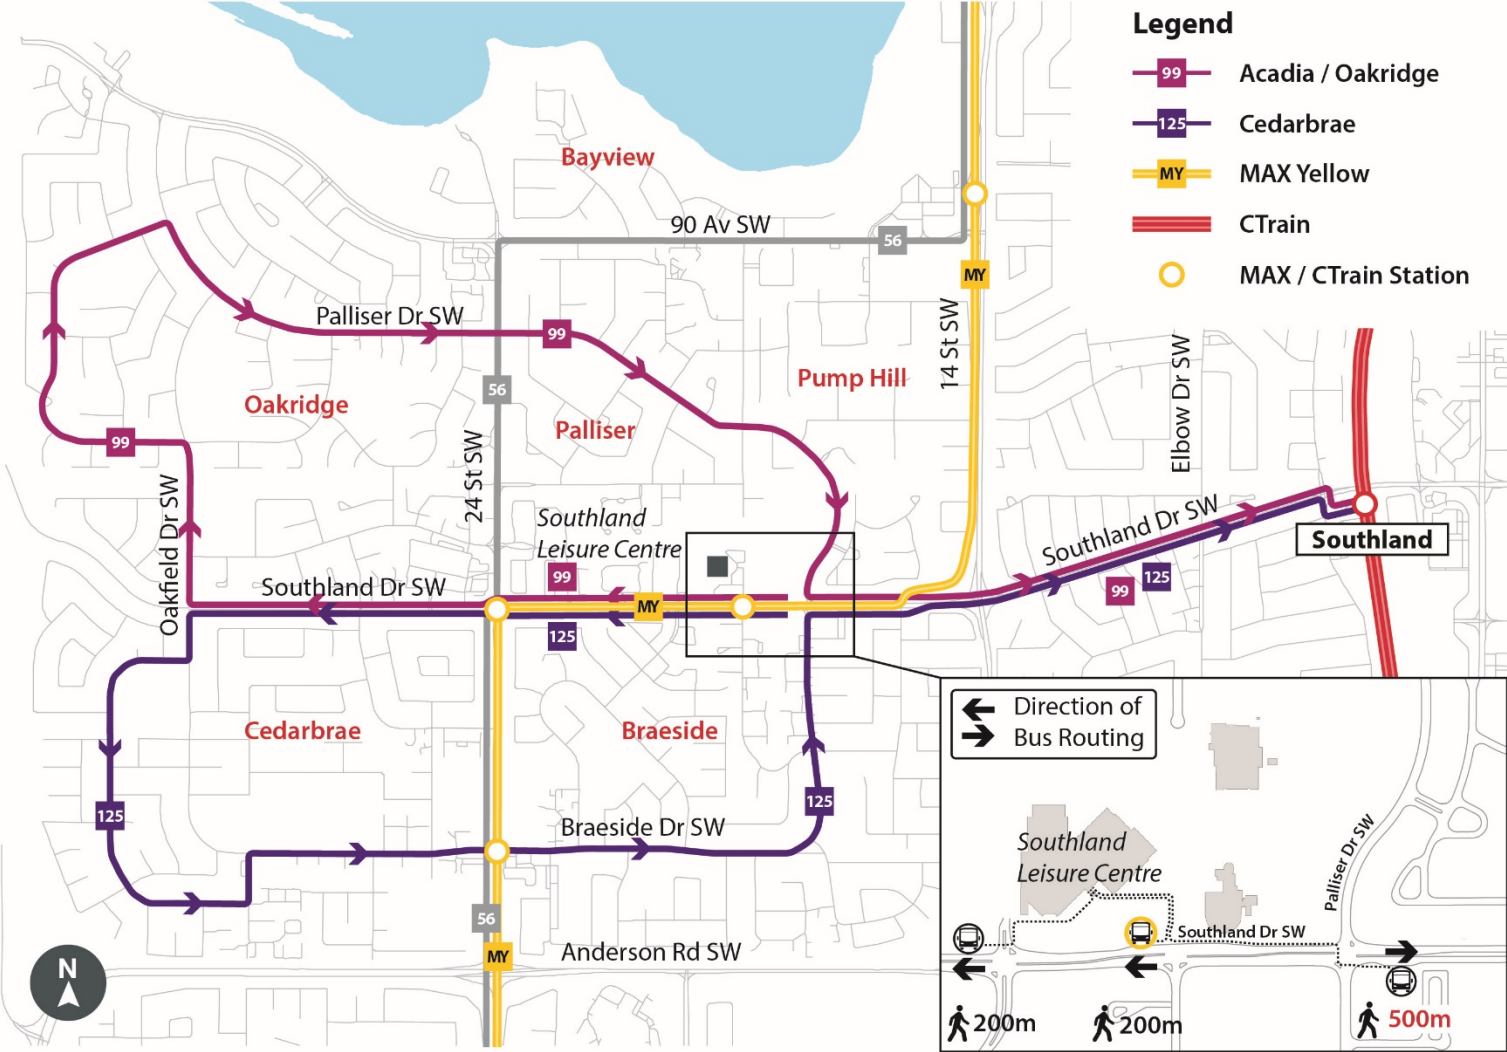 Legend
99 Acadia / Oakridge
125 Cedarbrae
MY MAX Yellow
CTrain
MAX / CTrain Station
Bayview
90 Av SW
56
MY
Palliser Dr SW
99
14 St SW
Elbow Dr SW
Pump Hill
56
Oakridge
Palliser
99
24 St SW
Oakfield Dr SW
Southland
Leisure Centre
Southland Dr SW
Southland
99
Southland Dr SW
MY
125
99
125
Cedarbrae
Braeside
125
125
Braeside Dr SW
56
MY
Anderson Rd SW
N
Direction of
Bus Routing
Southland
Leisure Centre
Palliser Dr SW
Southland Dr SW
200m
200m
500m